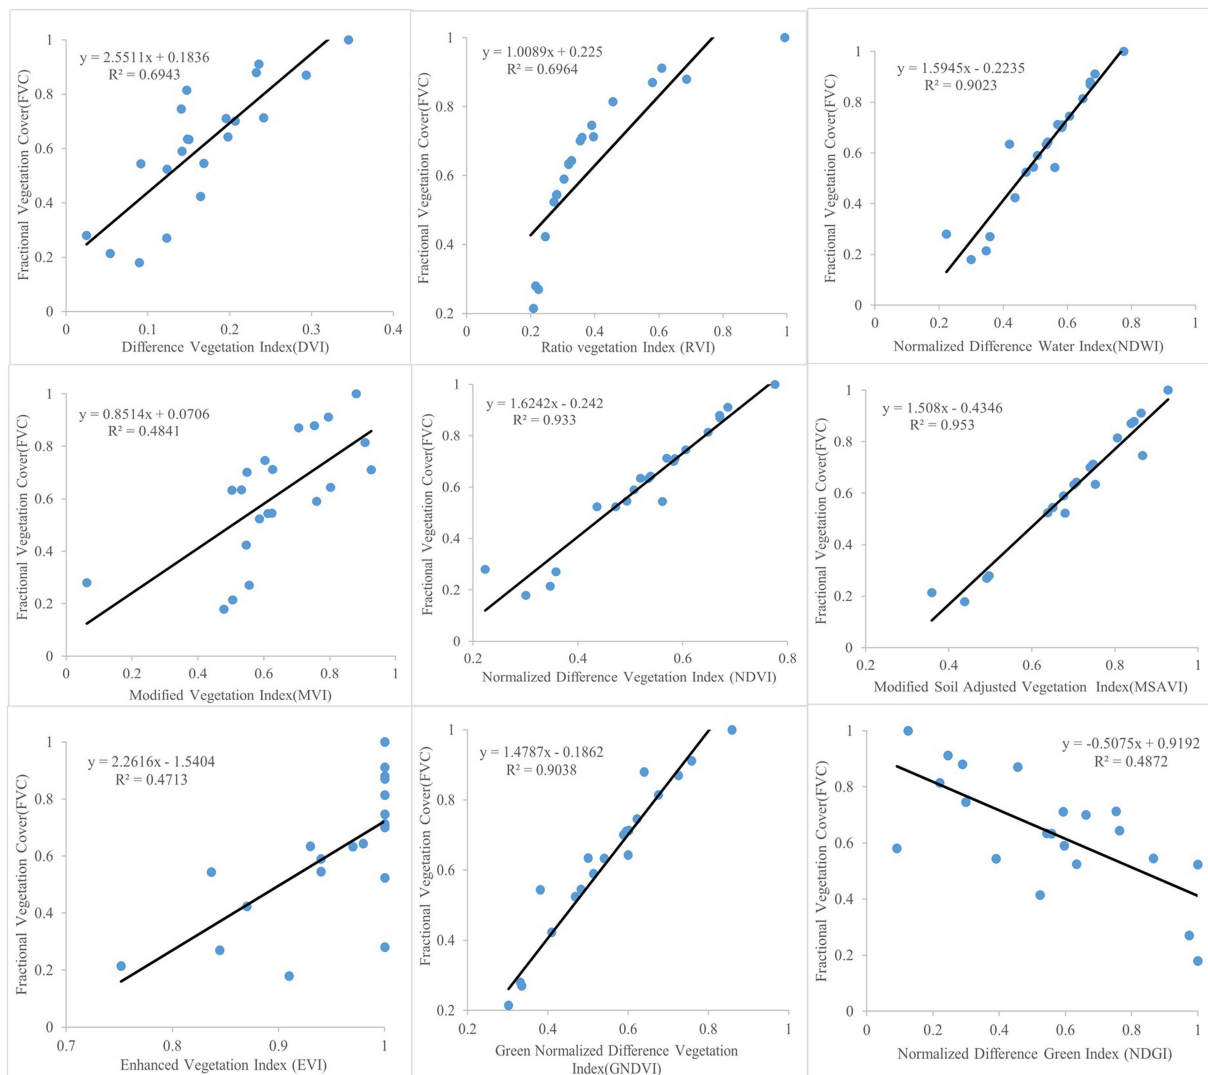 y = 2.5511x + 0.1836
R² = 0.6943
Fractional Vegetation Cover(FVC)
1
0.8
0.6
0.4
0.2
0
0
0.1
0.2
0.3
0.4
Difference Vegetation Index(DVI)
y = 1.0089x + 0.225
R² = 0.6964
Fractional Vegetation Cover(FVC)
1
0.8
0.6
0.4
0.2
0
0.2
0.4
0.6
0.8
1
Ratio vegetation Index (RVI)
y = 1.5945x - 0.2235
R² = 0.9023
Fractional Vegetation Cover(FVC)
1
0.8
0.6
0.4
0.2
0
0
0.2
0.4
0.6
0.8
1
Normalized Difference Water Index(NDWI)
y = 0.8514x + 0.0706
R² = 0.4841
Fractional Vegetation Cover(FVC)
1
0.8
0.6
0.4
0.2
0
0
0.2
0.4
0.6
0.8
1
Modified Vegetation Index(MVI)
y = 1.6242x - 0.242
R² = 0.933
Fractional Vegetation Cover(FVC)
1
0.8
0.6
0.4
0.2
0
0.2
0.4
0.6
0.8
Normalized Difference Vegetation Index (NDVI)
y = 1.508x - 0.4346
R² = 0.953
Fractional Vegetation Cover(FVC)
1
0.8
0.6
0.4
0.2
0
0.2
0.4
0.6
0.8
1
Modified Soil Adjusted Vegetation Index(MSAVI)
y = 2.2616x - 1.5404
R² = 0.4713
Fractional Vegetation Cover(FVC)
1
0.8
0.6
0.4
0.2
0
0.7
0.8
0.9
1
Enhanced Vegetation Index (EVI)
y = 1.4787x - 0.1862
R² = 0.9038
Fractional Vegetation Cover(FVC)
1
0.8
0.6
0.4
0.2
0.2
0.4
0.6
0.8
1
Green Normalized Difference Vegetation
Index(GNDVI)
y = -0.5075x + 0.9192
R² = 0.4872
Fractional Vegetation Cover(FVC)
1
0.8
0.6
0.4
0.2
0
0
0.2
0.4
0.6
0.8
1
Normalized Difference Green Index (NDGI)